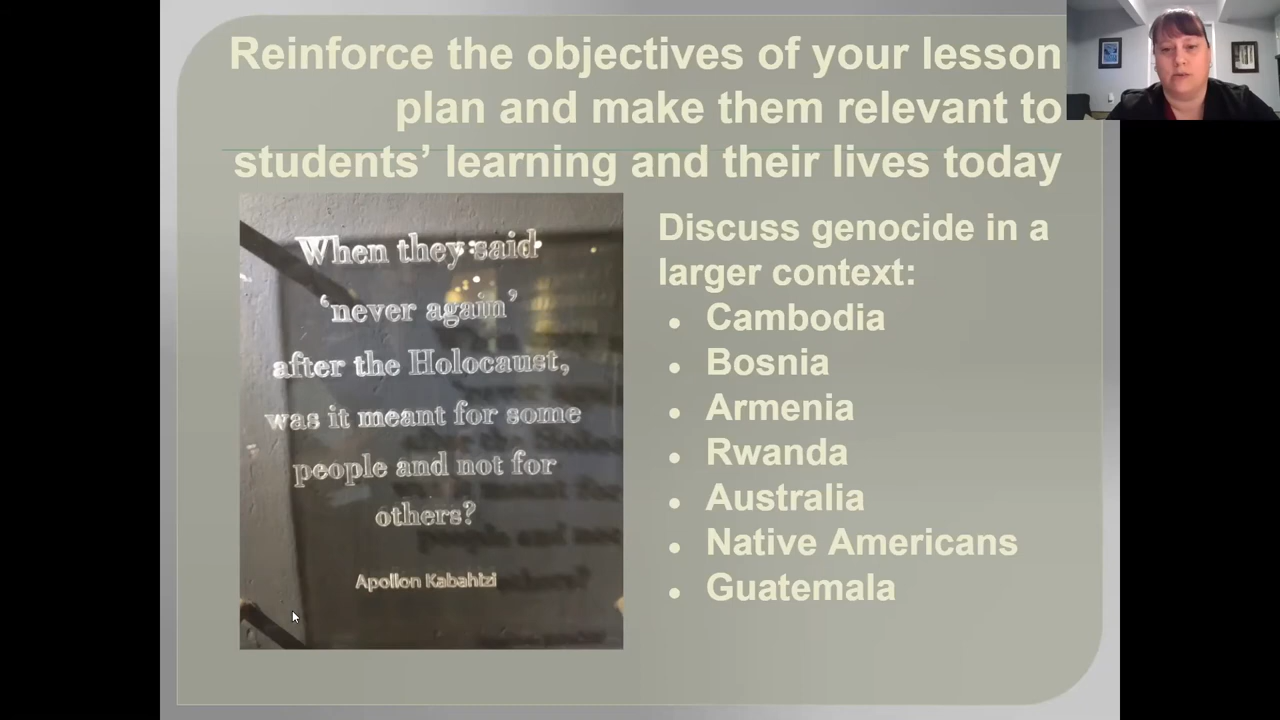 Reinforce the objectives of your lesson
plan and make them relevant to
students’ learning and their lives today
When they said
‘never again’
after the Holocaust,
was it meant for some
people and not for
others?
Apollon Kabahizi
Discuss genocide in a
larger context:
● Cambodia
● Bosnia
● Armenia
● Rwanda
● Australia
● Native Americans
● Guatemala